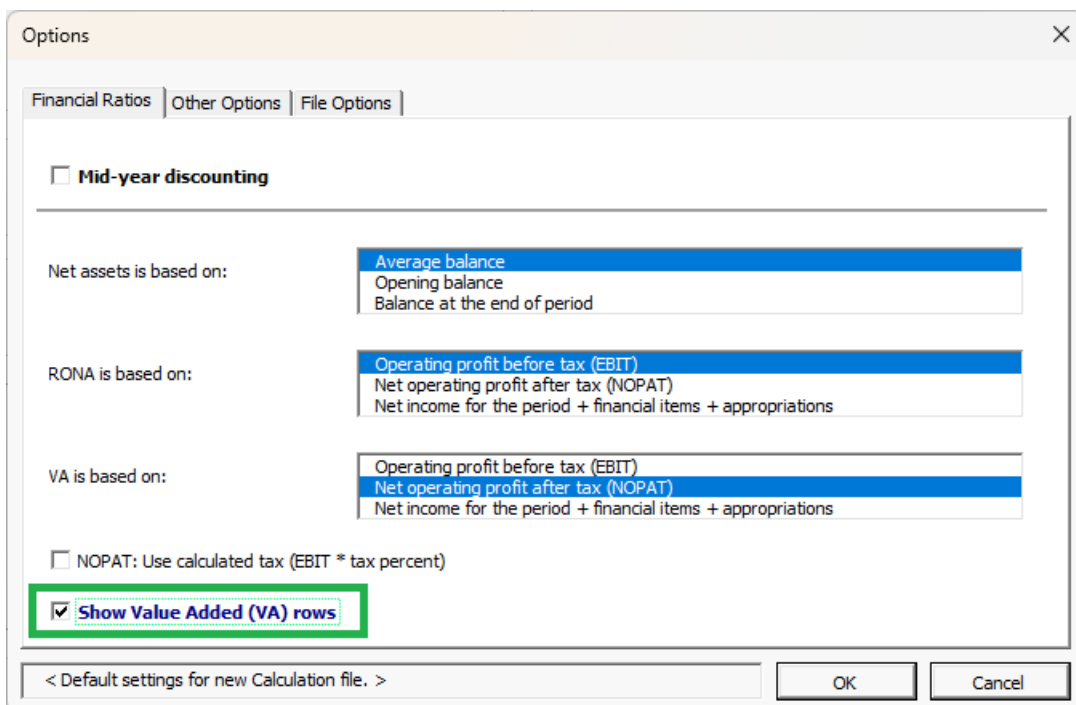 Options
Financial Ratios
Other Options
File Options
Mid-year discounting
Net assets is based on:
Average balance
Opening balance
Balance at the end of period
RONA is based on:
Operating profit before tax (EBIT)
Net operating profit after tax (NOPAT)
Net income for the period + financial items + appropriations
VA is based on:
Operating profit before tax (EBIT)
Net operating profit after tax (NOPAT)
Net income for the period + financial items + appropriations
NOPAT: Use calculated tax (EBIT * tax percent)
Show Value Added (VA) rows
< Default settings for new Calculation file. >
OK
Cancel